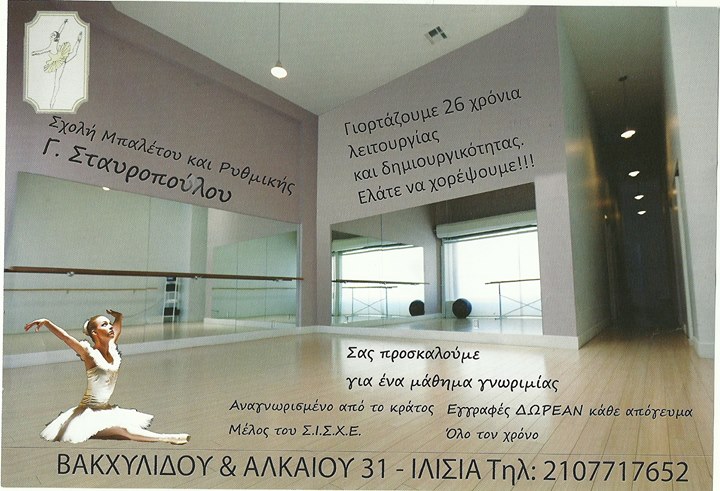 Σχολή Μπαλέτου και Ρυθμικής
Γ. Σταυροπούλου
Γιορτάζουμε 26 χρόνια
λειτουργίας
και δημιουργικότητας.
Ελάτε να χορέψουμε!!!
Σας προσκαλούμε
για ένα μάθημα γνωριμίας
Αναγνωρισμένο από το κράτος
Μέλος του Σ.Ι.Σ.Χ.Ε.
Εγγραφές ΔΩΡΕΑΝ κάθε απόγευμα
Όλο τον χρόνο
ΒΑΚΧΥΛΙΔΟΥ & ΑΛΚΑΙΟΥ 31 - ΙΛΙΣΙΑ Τηλ: 2107717652